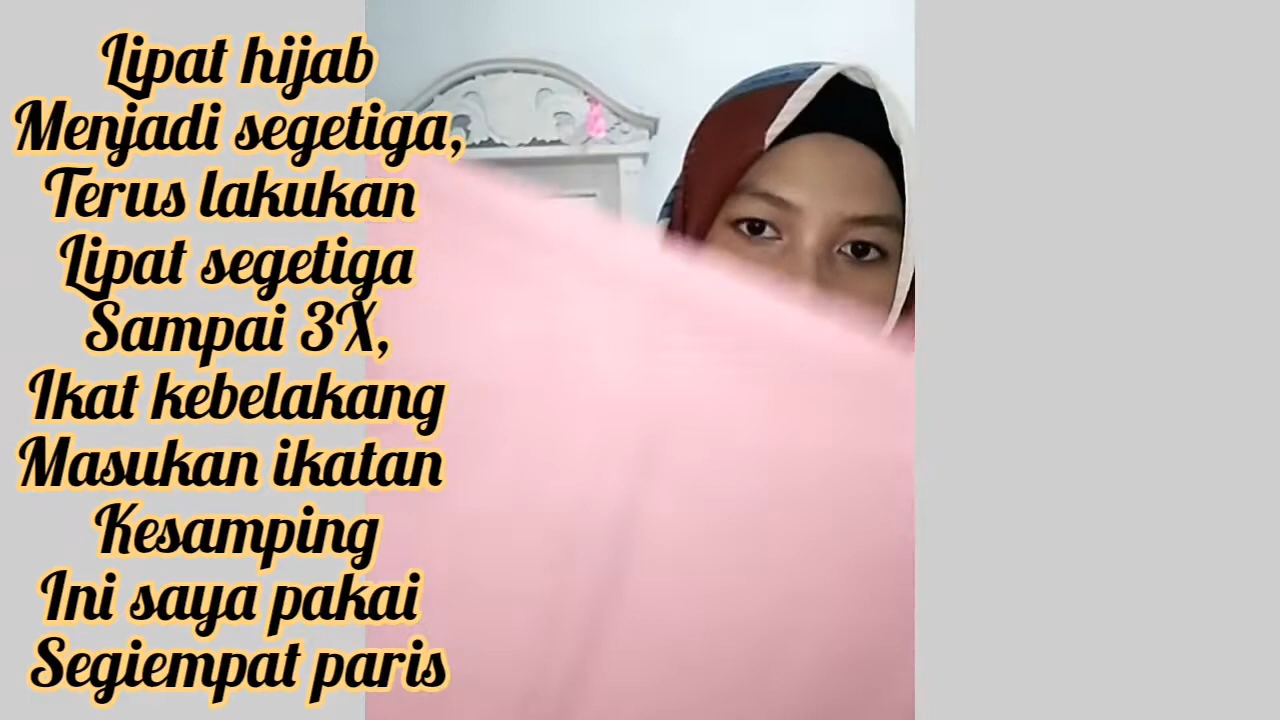 Lipat hijab
Menjadi segetiga,
Terus lakukan
Lipat segetiga
Sampai 3X,
Ikat kebelakang
Masukan ikatan
Kesamping
Ini saya pakai
Segiempat paris